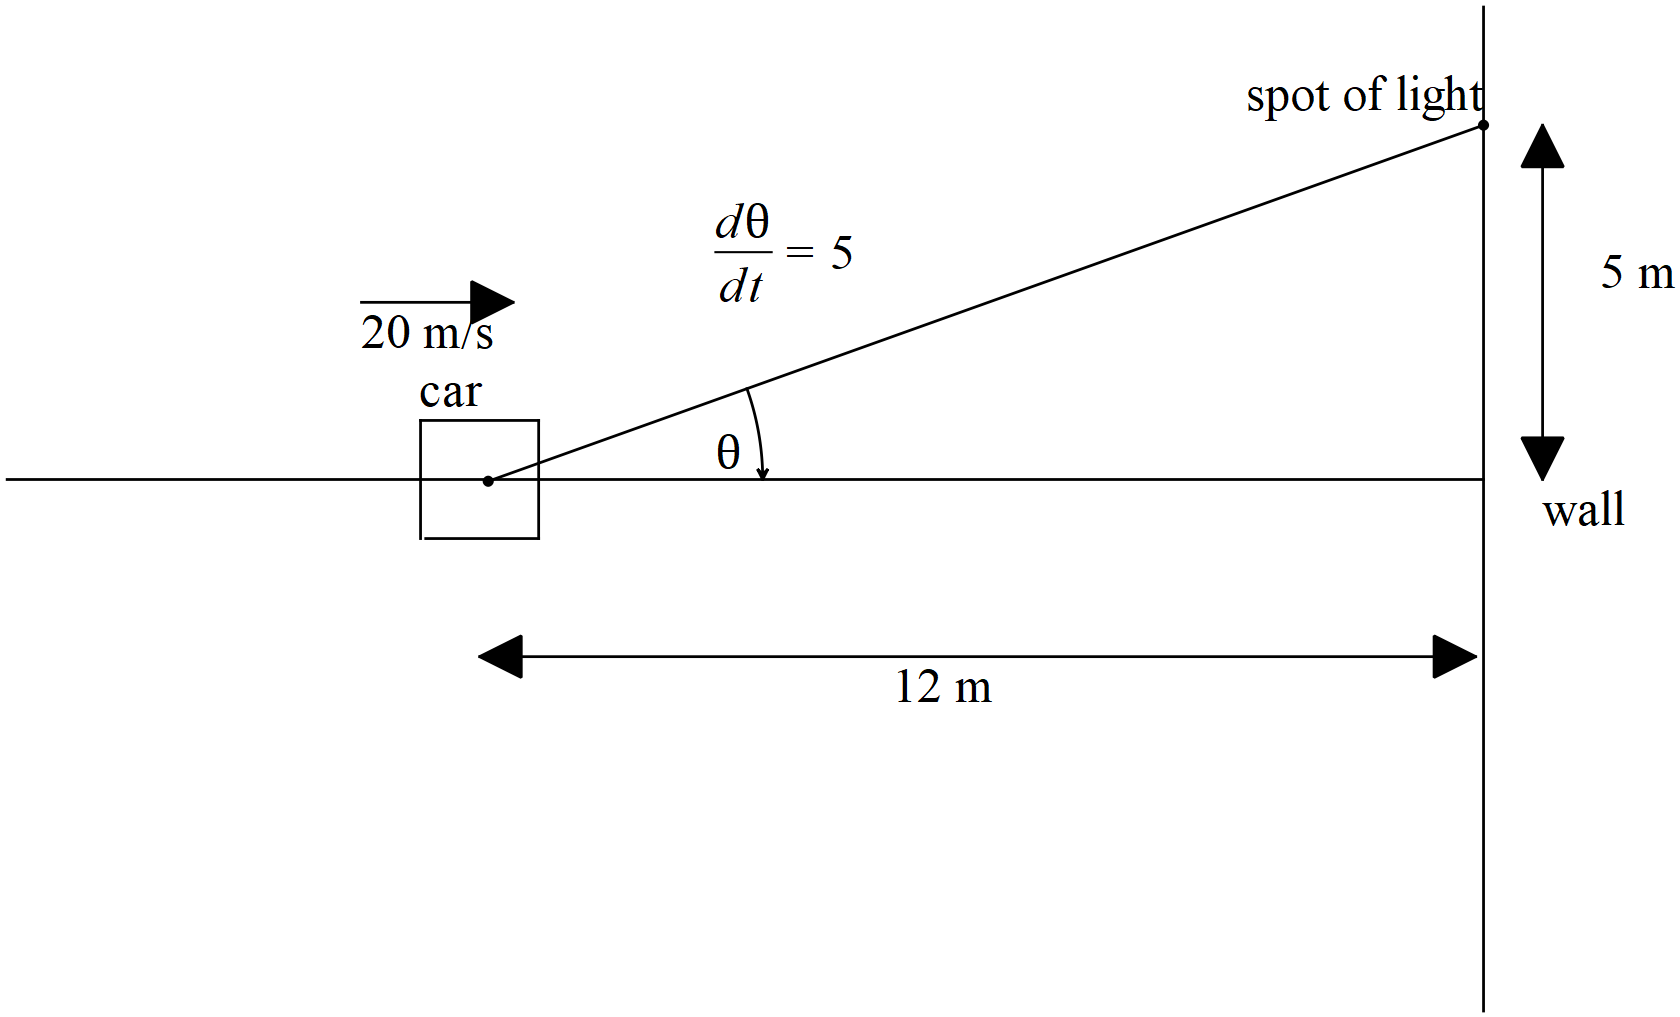 spot of light
dθ/dt = 5
5 m
20 m/s
car
θ
wall
12 m